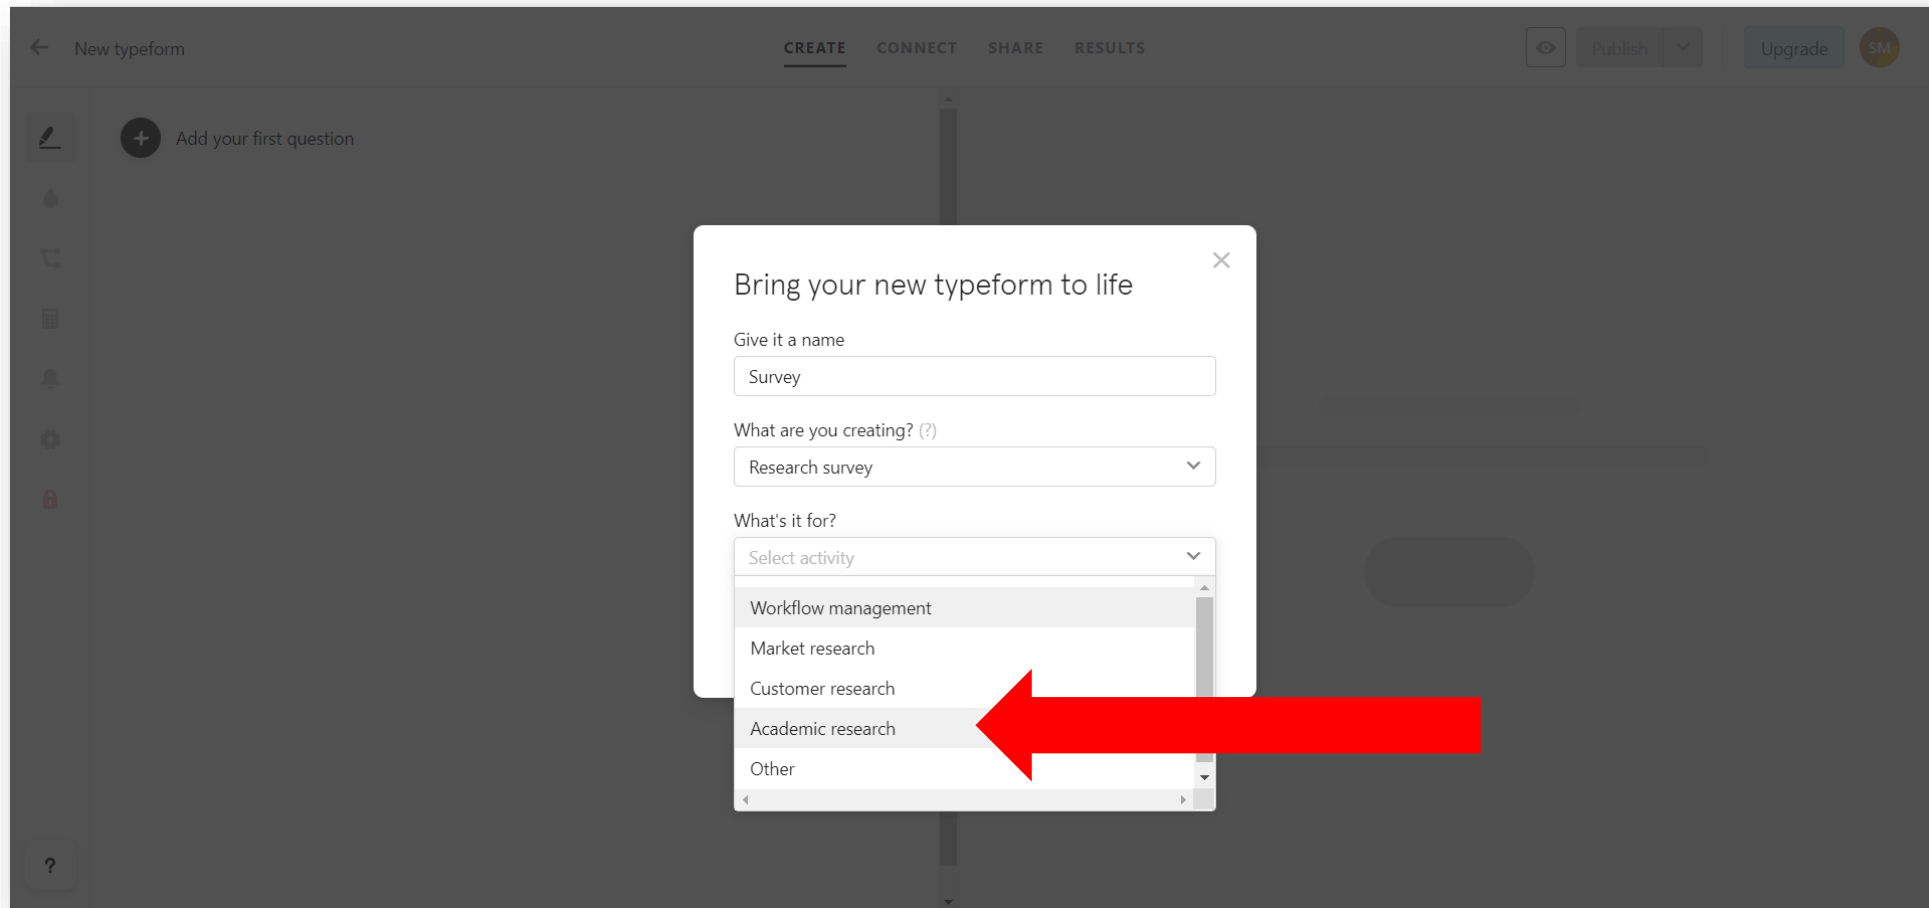 New typeform
CREATE CONNECT SHARE RESULTS
Publish
Upgrade
SM
Add your first question
Bring your new typeform to life
Give it a name
Survey
What are you creating? (?)
Research survey
What's it for?
Select activity
Workflow management
Market research
Customer research
Academic research
Other
?